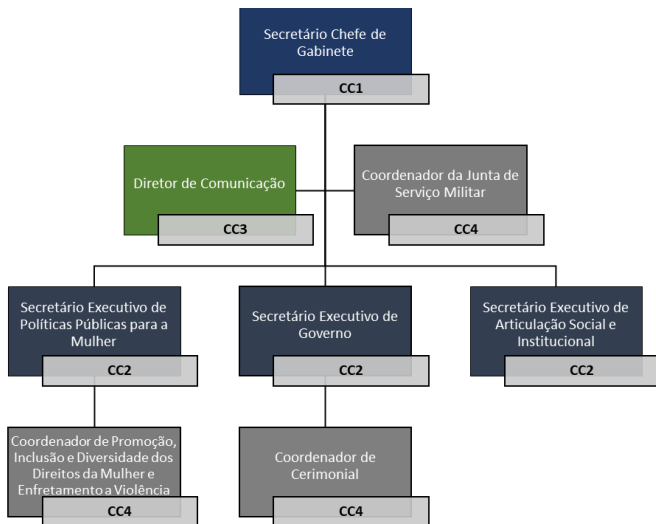 Secretário Chefe de
Gabinete
CC1
Diretor de Comunicação
CC3
Coordenador da Junta de
Serviço Militar
CC4
Secretário Executivo de
Políticas Públicas para a
Mulher
CC2
Secretário Executivo de
Governo
CC2
Secretário Executivo de
Articulação Social e
Institucional
CC2
Coordenador de Promoção,
Inclusão e Diversidade dos
Direitos da Mulher e
Enfretamento a Violência
CC4
Coordenador de
Cerimonial
CC4